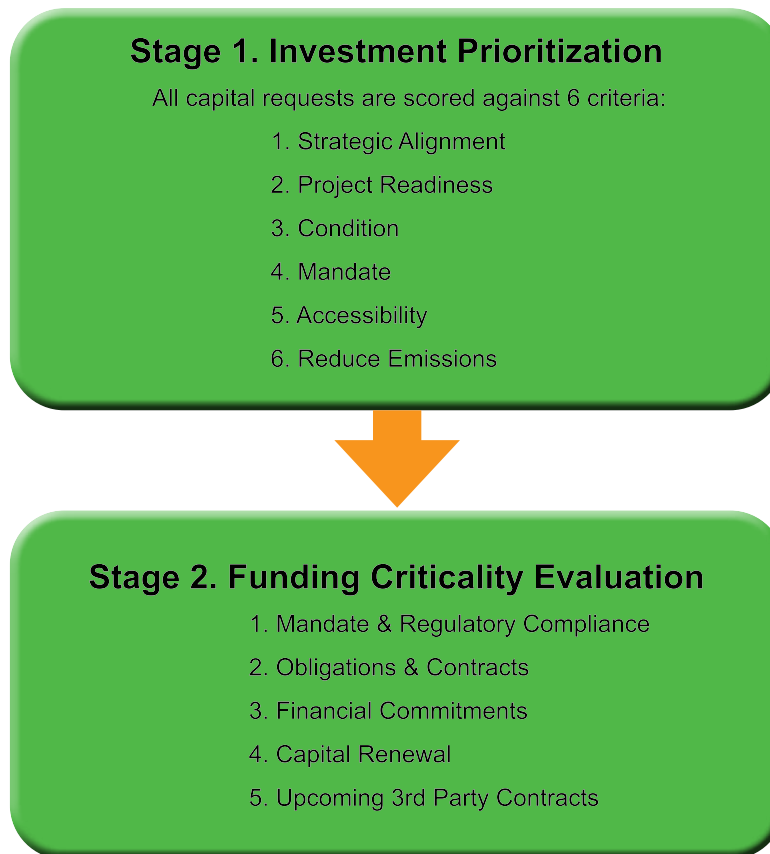 Stage 1. Investment Prioritization
All capital requests are scored against 6 criteria:
1. Strategic Alignment
2. Project Readiness
3. Condition
4. Mandate
5. Accessibility
6. Reduce Emissions
Stage 2. Funding Criticality Evaluation
1. Mandate & Regulatory Compliance
2. Obligations & Contracts
3. Financial Commitments
4. Capital Renewal
5. Upcoming 3rd Party Contracts